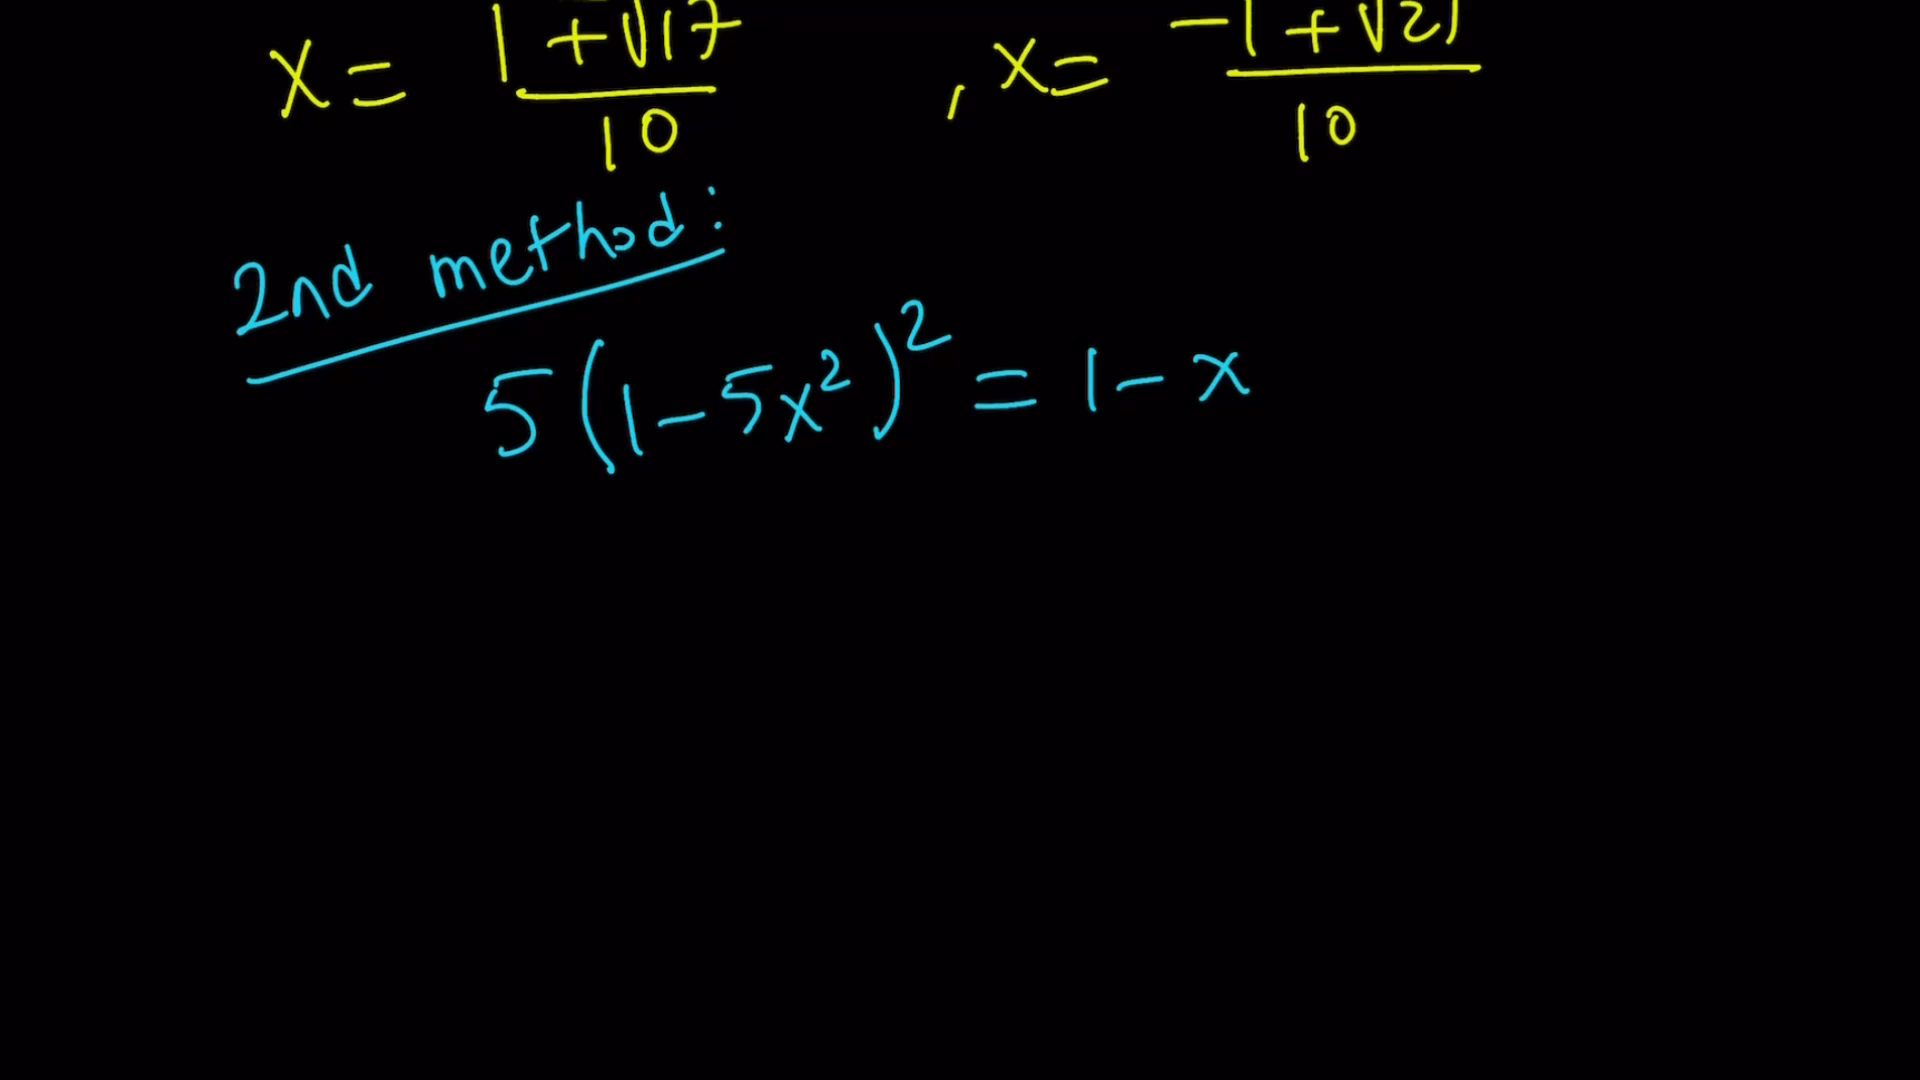 x = 1 + √17 / 10 , x = -1 + √21 / 10
2nd method:
5(1 - 5x²)² = 1 - x